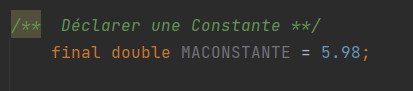 /**  Déclarer une Constante **/
final double MACONSTANTE = 5.98;